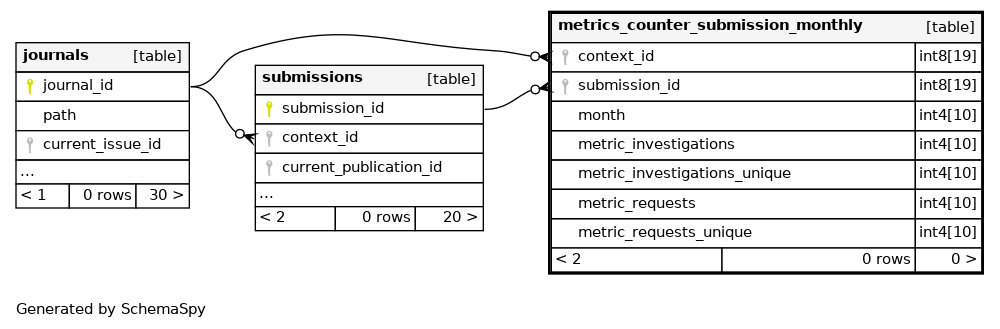 journals [table]
journal_id
path
current_issue_id
...
< 1 0 rows 30 >
submissions [table]
submission_id
context_id
current_publication_id
...
< 2 0 rows 20 >
metrics_counter_submission_monthly [table]
context_id int8[19]
submission_id int8[19]
month int4[10]
metric_investigations int4[10]
metric_investigations_unique int4[10]
metric_requests int4[10]
metric_requests_unique int4[10]
< 2 0 rows 0 >
Generated by SchemaSpy